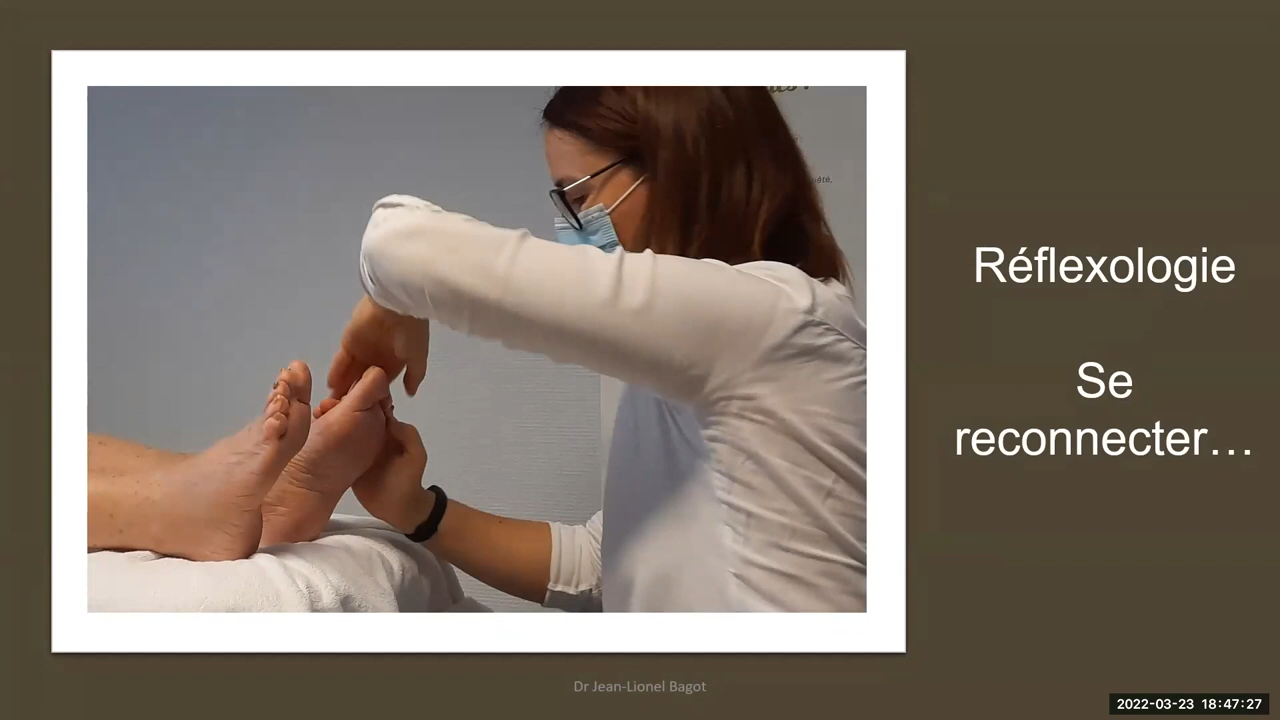 Réflexologie
Se
reconnecter…
Dr Jean-Lionel Bagot
2022-03-23 18:47:27